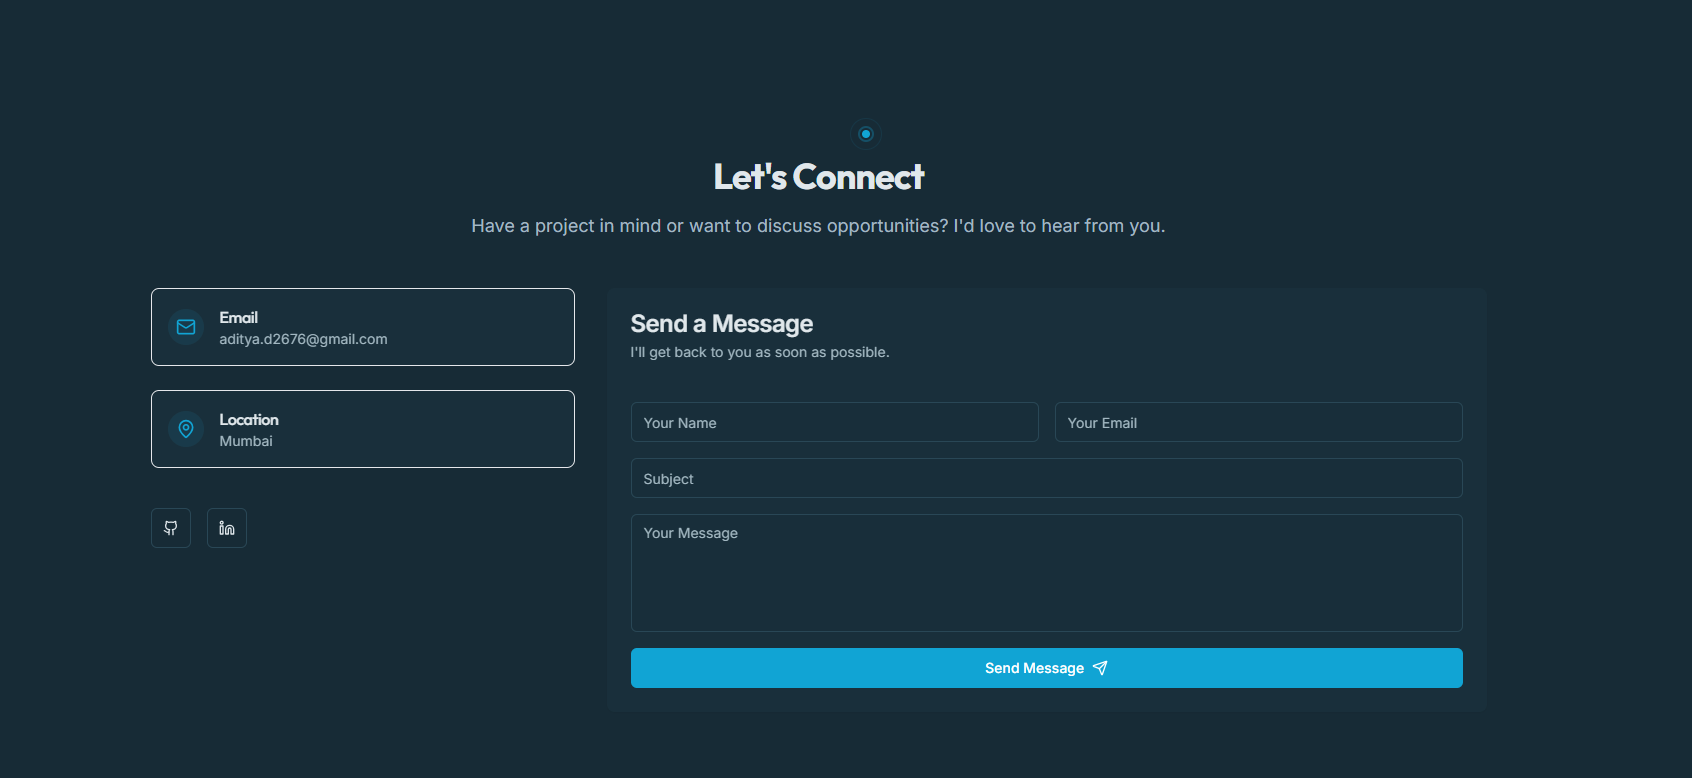 Let's Connect
Have a project in mind or want to discuss opportunities? I'd love to hear from you.
Email
aditya.d2676@gmail.com
Location
Mumbai
Send a Message
I'll get back to you as soon as possible.
Your Name
Your Email
Subject
Your Message
Send Message